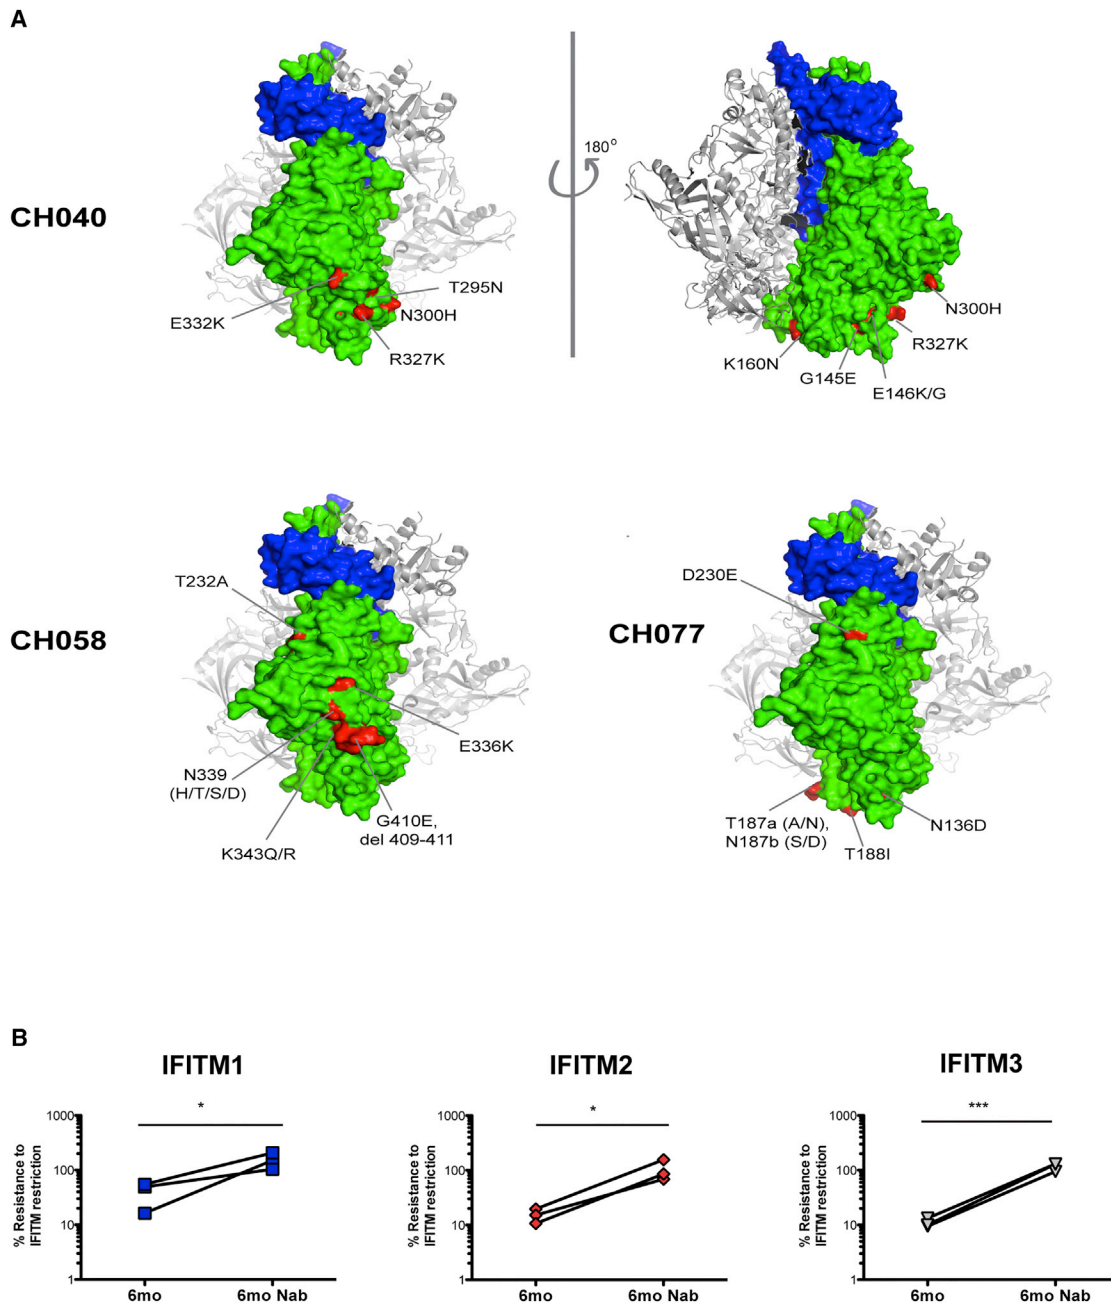 A
CH040
E332K
T295N
N300H
R327K
180°
N300H
R327K
K160N
G145E
E146K/G
CH058
T232A
E336K
N339
(H/T/S/D)
G410E,
del 409-411
K343Q/R
CH077
D230E
T187a (A/N),
N187b (S/D)
N136D
T188I
B
IFITM1
% Resistance to
IFITM restriction
1000
100
10
1
*
6mo
6mo Nab
IFITM2
% Resistance to
IFITM restriction
1000
100
10
1
*
6mo
6mo Nab
IFITM3
% Resistance to
IFITM restriction
1000
100
10
1
***
6mo
6mo Nab